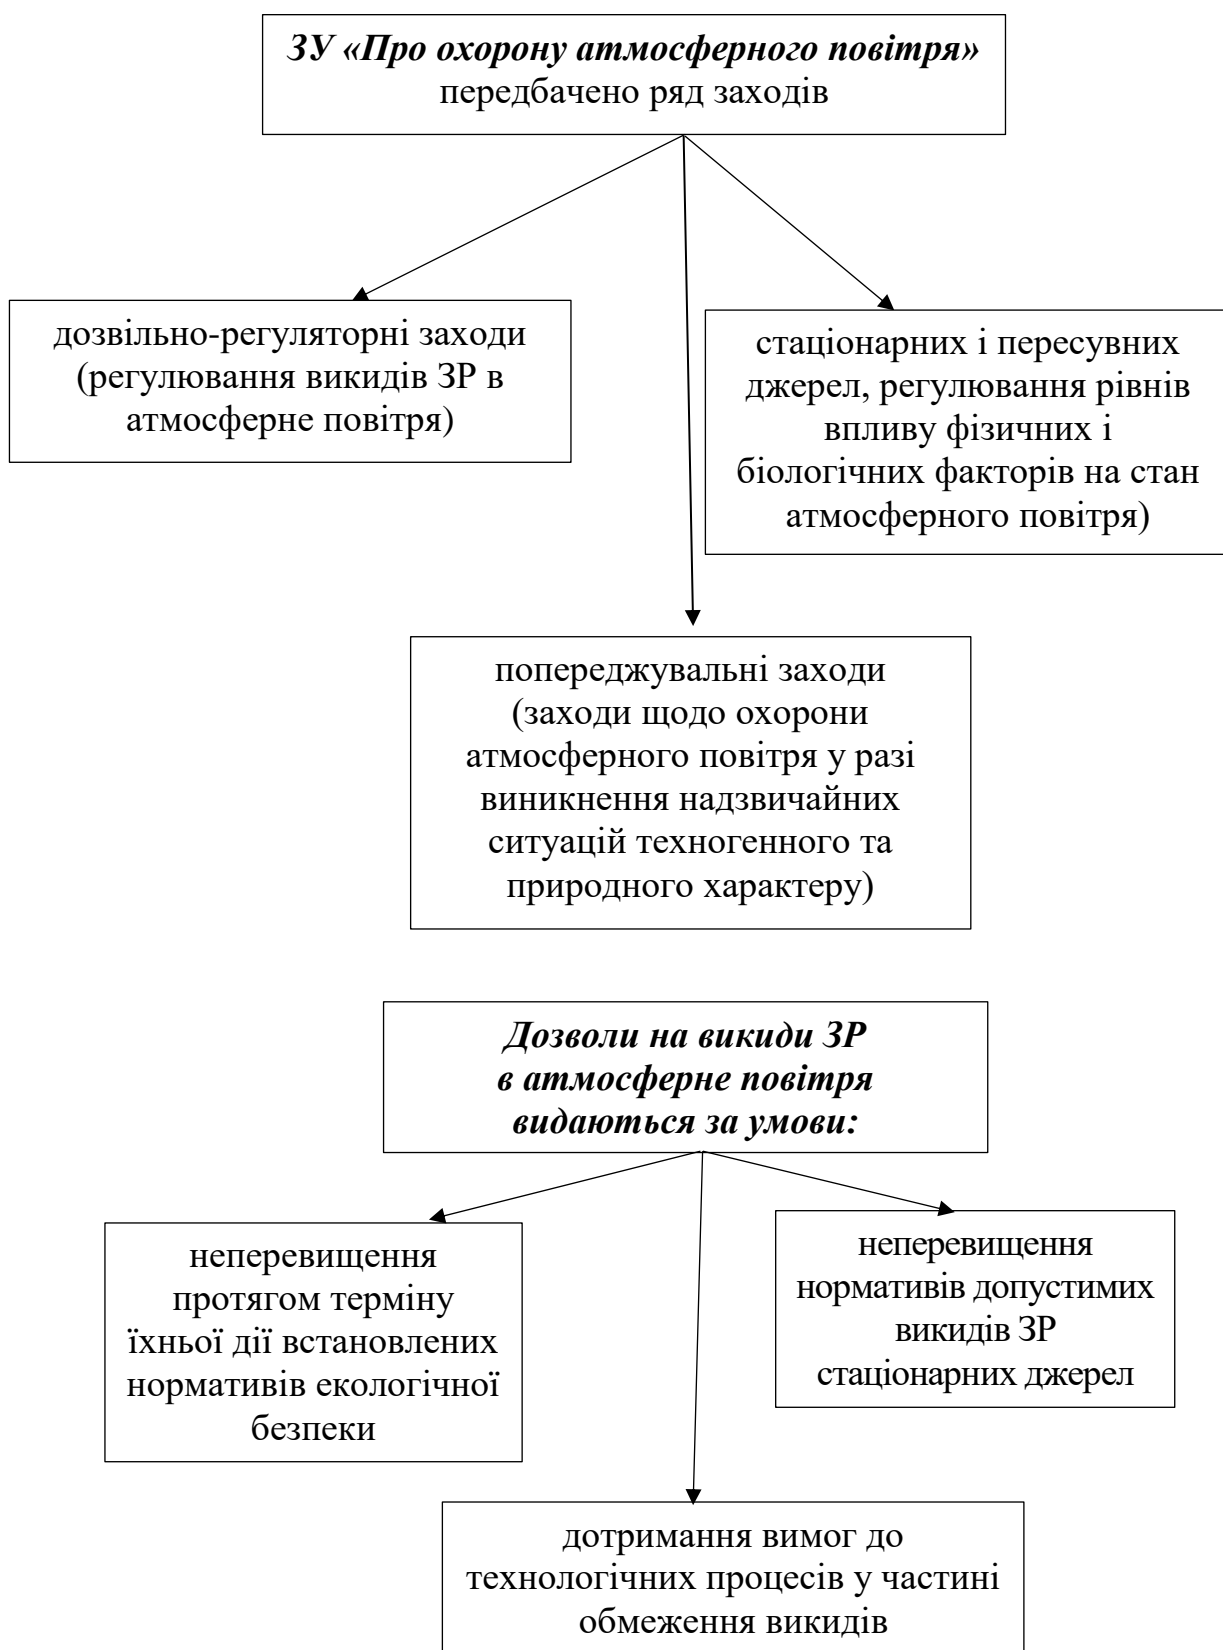 ЗУ «Про охорону атмосферного повітря»
передбачено ряд заходів
дозвільно-регуляторні заходи
(регулювання викидів ЗР в
атмосферне повітря)
стаціонарних і пересувних
джерел, регулювання рівнів
впливу фізичних і
біологічних факторів на стан
атмосферного повітря)
попереджувальні заходи
(заходи щодо охорони
атмосферного повітря у разі
виникнення надзвичайних
ситуацій техногенного та
природного характеру)
Дозволи на викиди ЗР
в атмосферне повітря
видаються за умови:
неперевищення
протягом терміну
їхньої дії встановлених
нормативів екологічної
безпеки
неперевищення
нормативів допустимих
викидів ЗР
стаціонарних джерел
дотримання вимог до
технологічних процесів у частині
обмеження викидів